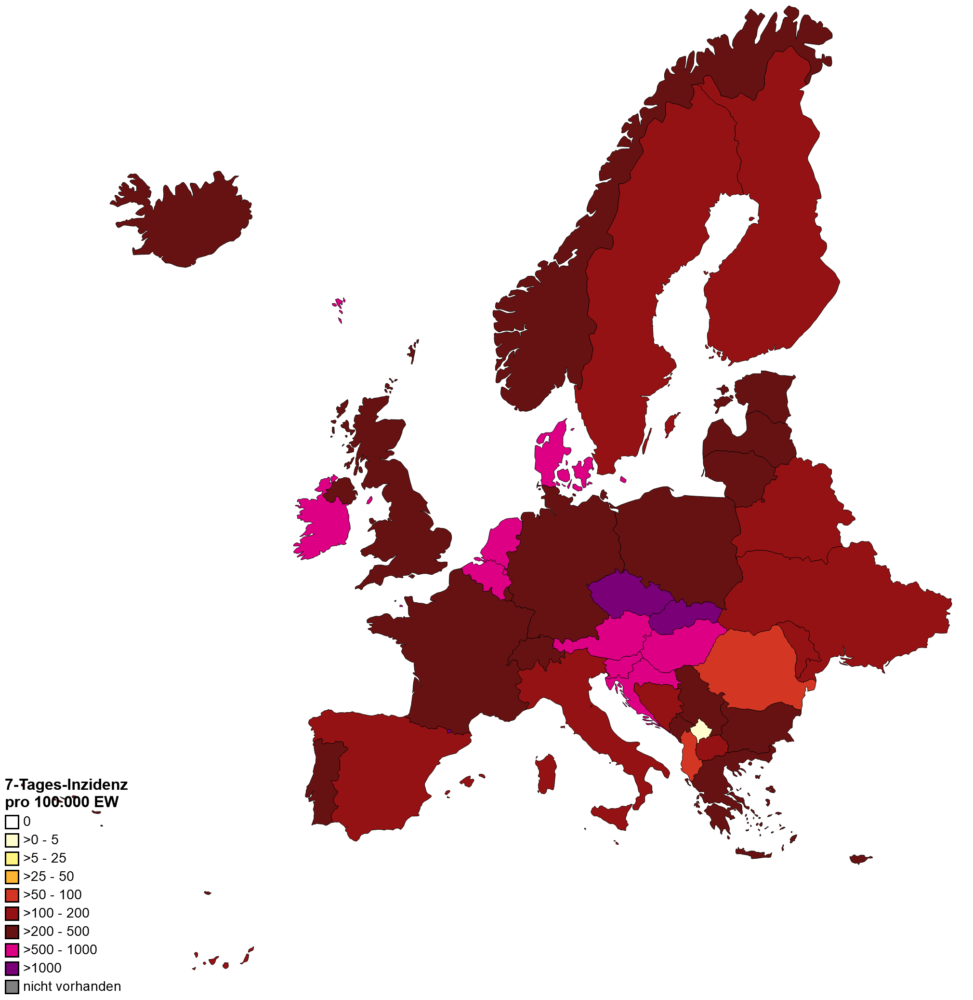 7-Tages-Inzidenz
pro 100.000 EW
0
>0 - 5
>5 - 25
>25 - 50
>50 - 100
>100 - 200
>200 - 500
>500 - 1000
>1000
nicht vorhanden